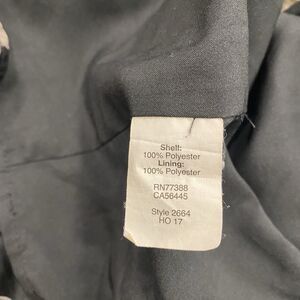 Shell:
100% Polyester
Lining:
100% Polyester
RN77388
CA56445
Style 2664
HO 17